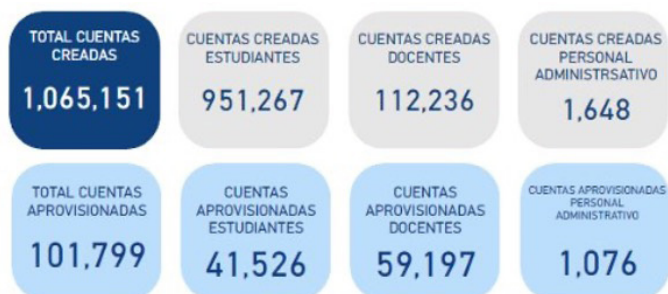 TOTAL CUENTAS
CREADAS
1,065,151
CUENTAS CREADAS
ESTUDIANTES
951,267
CUENTAS CREADAS
DOCENTES
112,236
CUENTAS CREADAS
PERSONAL
ADMINISTRSATIVO
1,648
TOTAL CUENTAS
APROVISIONADAS
101,799
CUENTAS
APROVISIONADAS
ESTUDIANTES
41,526
CUENTAS
APROVISIONADAS
DOCENTES
59,197
CUENTAS APROVISIONADAS
PERSONAL
ADMINISTRATIVO
1,076